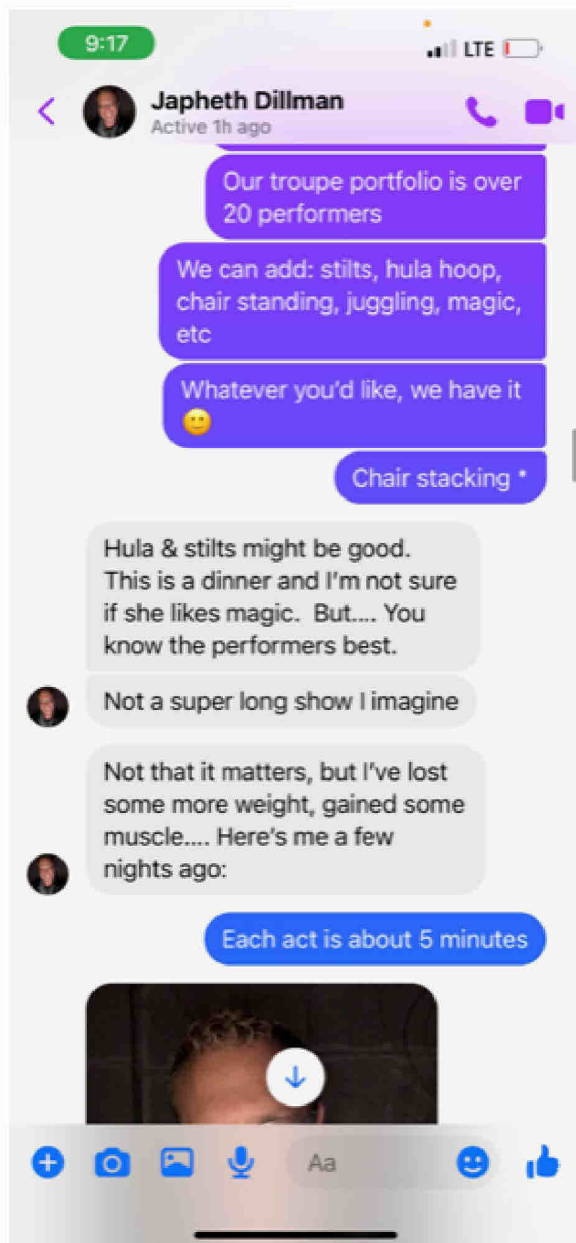 9:17
LTE
Japheth Dillman
Active 1h ago
Our troupe portfolio is over
20 performers
We can add: stilts, hula hoop,
chair standing, juggling, magic,
etc
Whatever you'd like, we have it
🙂
Chair stacking *
Hula & stilts might be good.
This is a dinner and I'm not sure
if she likes magic.  But.... You
know the performers best.
Not a super long show I imagine
Not that it matters, but I've lost
some more weight, gained some
muscle.... Here's me a few
nights ago:
Each act is about 5 minutes
Aa